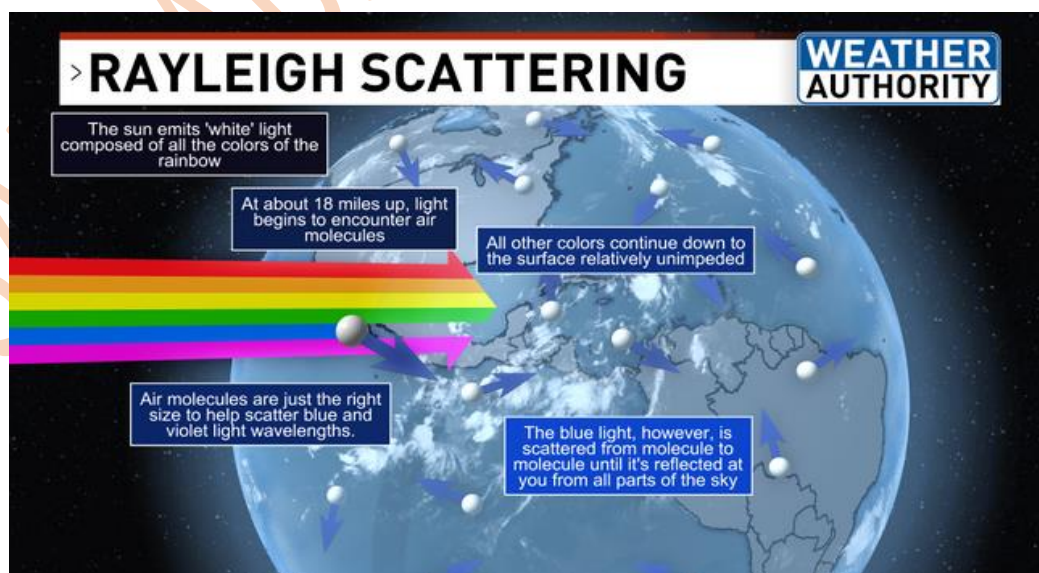 > RAYLEIGH SCATTERING
WEATHER
AUTHORITY
The sun emits 'white' light
composed of all the colors of the
rainbow
At about 18 miles up, light
begins to encounter air
molecules
All other colors continue down to
the surface relatively unimpeded
Air molecules are just the right
size to help scatter blue and
violet light wavelengths.
The blue light, however, is
scattered from molecule to
molecule until it's reflected at
you from all parts of the sky